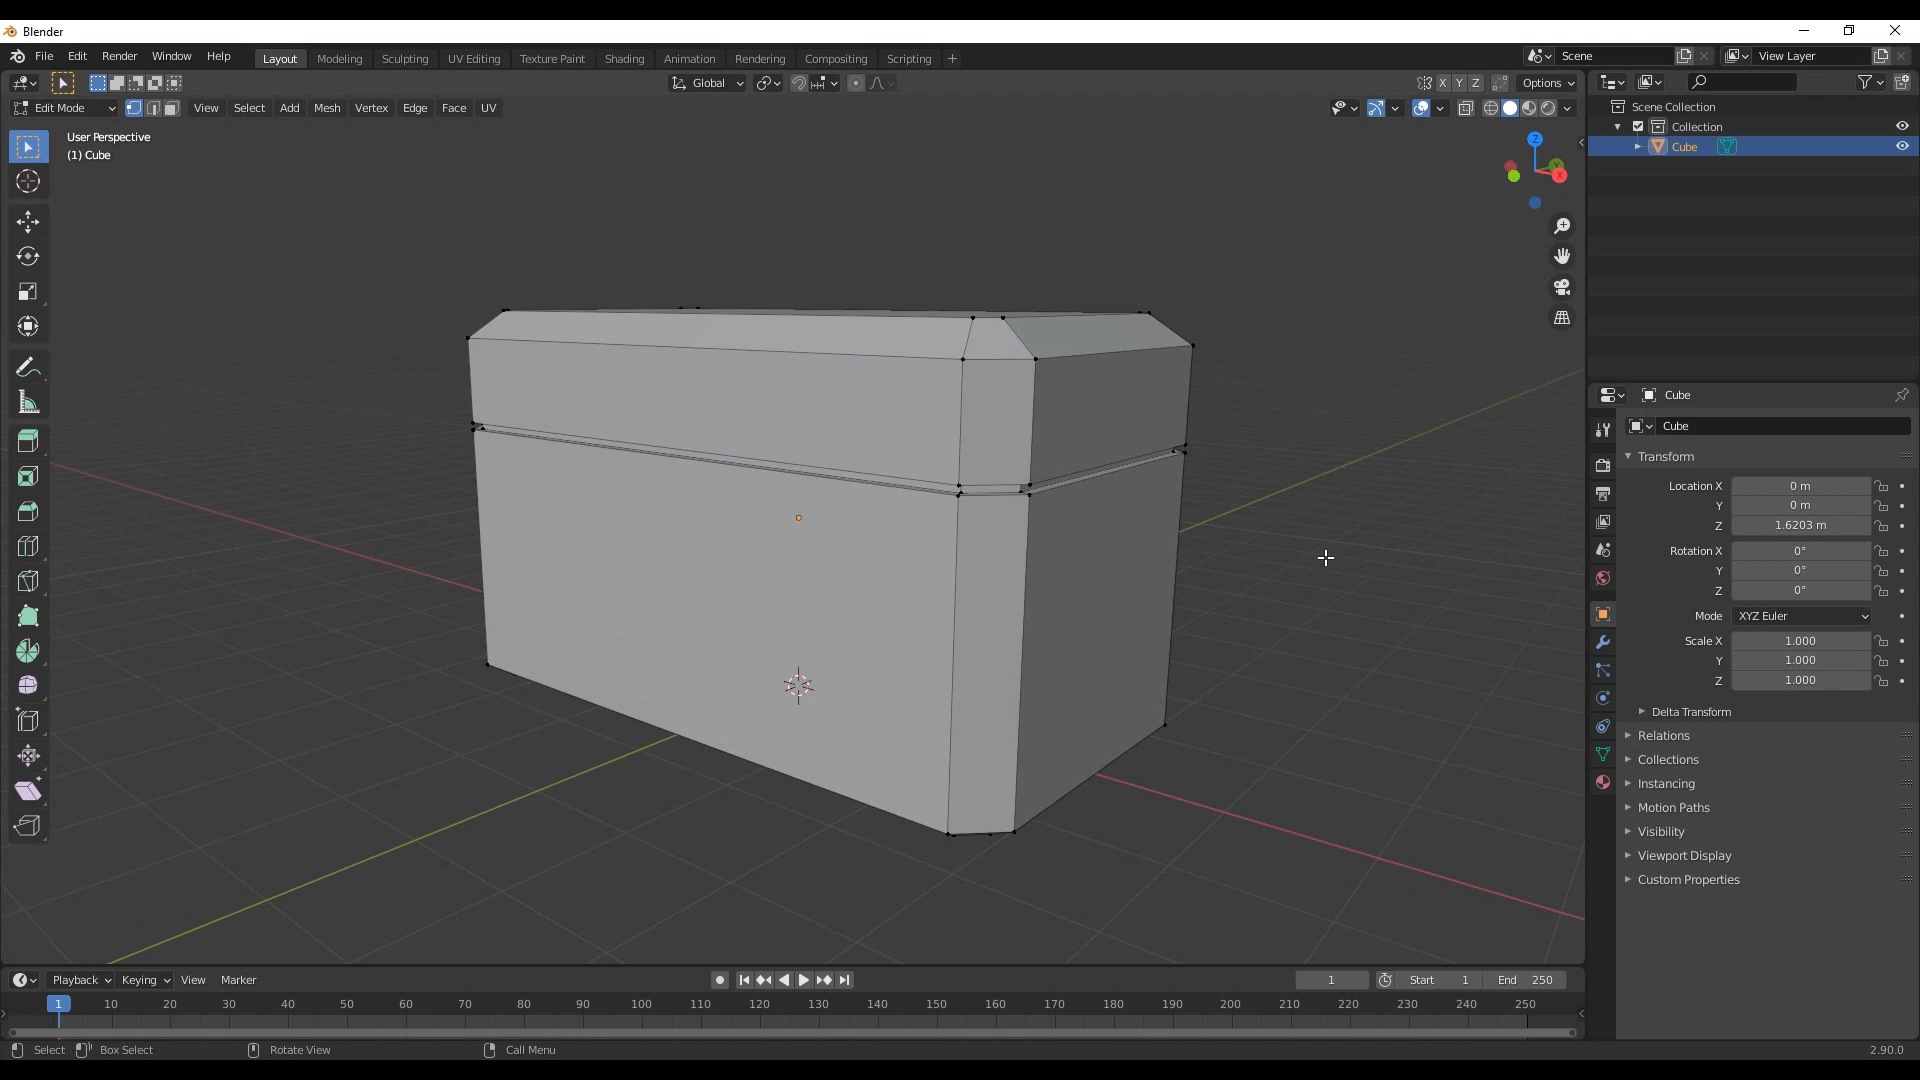 Blender
File Edit Render Window Help Layout Modeling Sculpting UV Editing Texture Paint Shading Animation Rendering Compositing Scripting + Scene View Layer
Global X Y Z Options
Edit Mode View Select Add Mesh Vertex Edge Face UV
User Perspective
(1) Cube
Z
Y
X
Scene Collection
Collection
Cube
Cube
Cube
Transform
Location X 0 m
Y 0 m
Z 1.6203 m
Rotation X 0°
Y 0°
Z 0°
Mode XYZ Euler
Scale X 1.000
Y 1.000
Z 1.000
Delta Transform
Relations
Collections
Instancing
Motion Paths
Visibility
Viewport Display
Custom Properties
Playback Keying View Marker 1 Start 1 End 250
1 10 20 30 40 50 60 70 80 90 100 110 120 130 140 150 160 170 180 190 200 210 220 230 240 250
Select Box Select Rotate View Call Menu 2.90.0